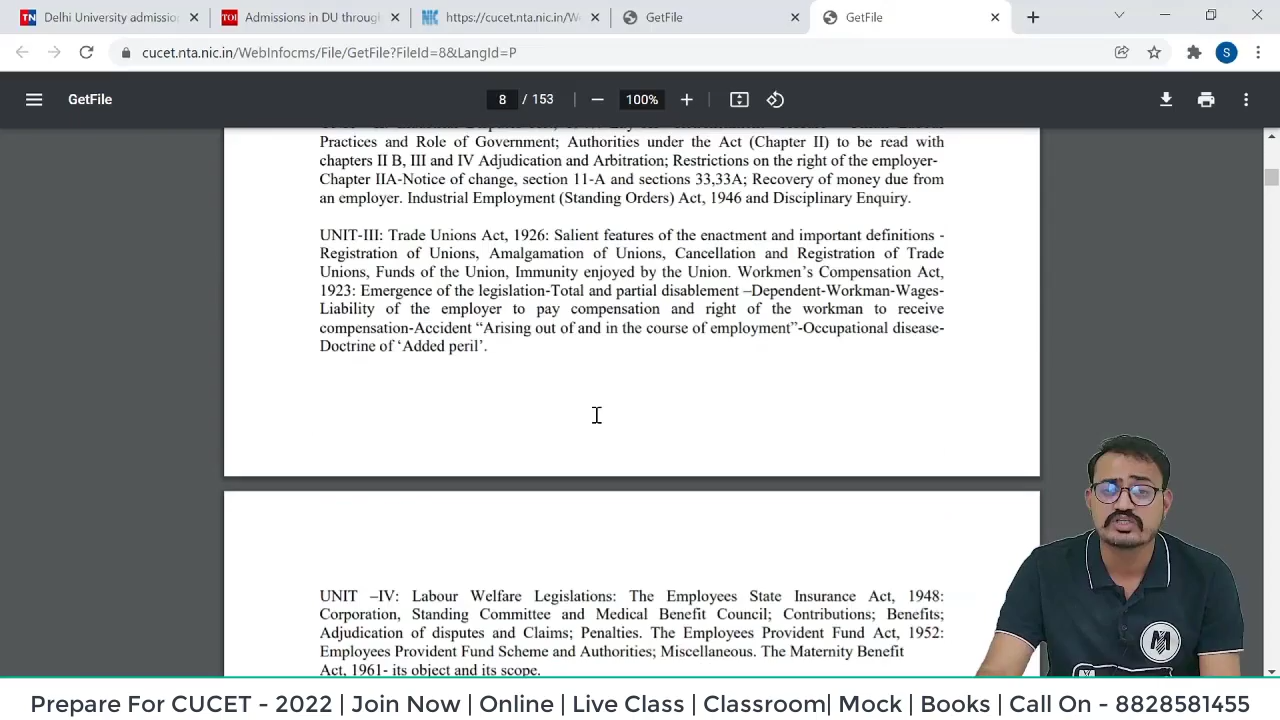 Delhi University admission
Admissions in DU through
https://cucet.nta.nic.in/W
GetFile
GetFile
cucet.nta.nic.in/WebInfocms/File/GetFile?FileId=8&LangId=P
S
GetFile
8 / 153
100%
Practices and Role of Government; Authorities under the Act (Chapter II) to be read with
chapters II B, III and IV Adjudication and Arbitration; Restrictions on the right of the employer-
Chapter IIA-Notice of change, section 11-A and sections 33,33A; Recovery of money due from
an employer. Industrial Employment (Standing Orders) Act, 1946 and Disciplinary Enquiry.
UNIT-III: Trade Unions Act, 1926: Salient features of the enactment and important definitions -
Registration of Unions, Amalgamation of Unions, Cancellation and Registration of Trade
Unions, Funds of the Union, Immunity enjoyed by the Union. Workmen's Compensation Act,
1923: Emergence of the legislation-Total and partial disablement –Dependent-Workman-Wages-
Liability of the employer to pay compensation and right of the workman to receive
compensation-Accident “Arising out of and in the course of employment”-Occupational disease-
Doctrine of ‘Added peril’.
UNIT –IV: Labour Welfare Legislations: The Employees State Insurance Act, 1948:
Corporation, Standing Committee and Medical Benefit Council; Contributions; Benefits;
Adjudication of disputes and Claims; Penalties. The Employees Provident Fund Act, 1952:
Employees Provident Fund Scheme and Authorities; Miscellaneous. The Maternity Benefit
Act, 1961- its object and its scope.
Prepare For CUCET - 2022 | Join Now | Online | Live Class | Classroom| Mock | Books | Call On - 8828581455